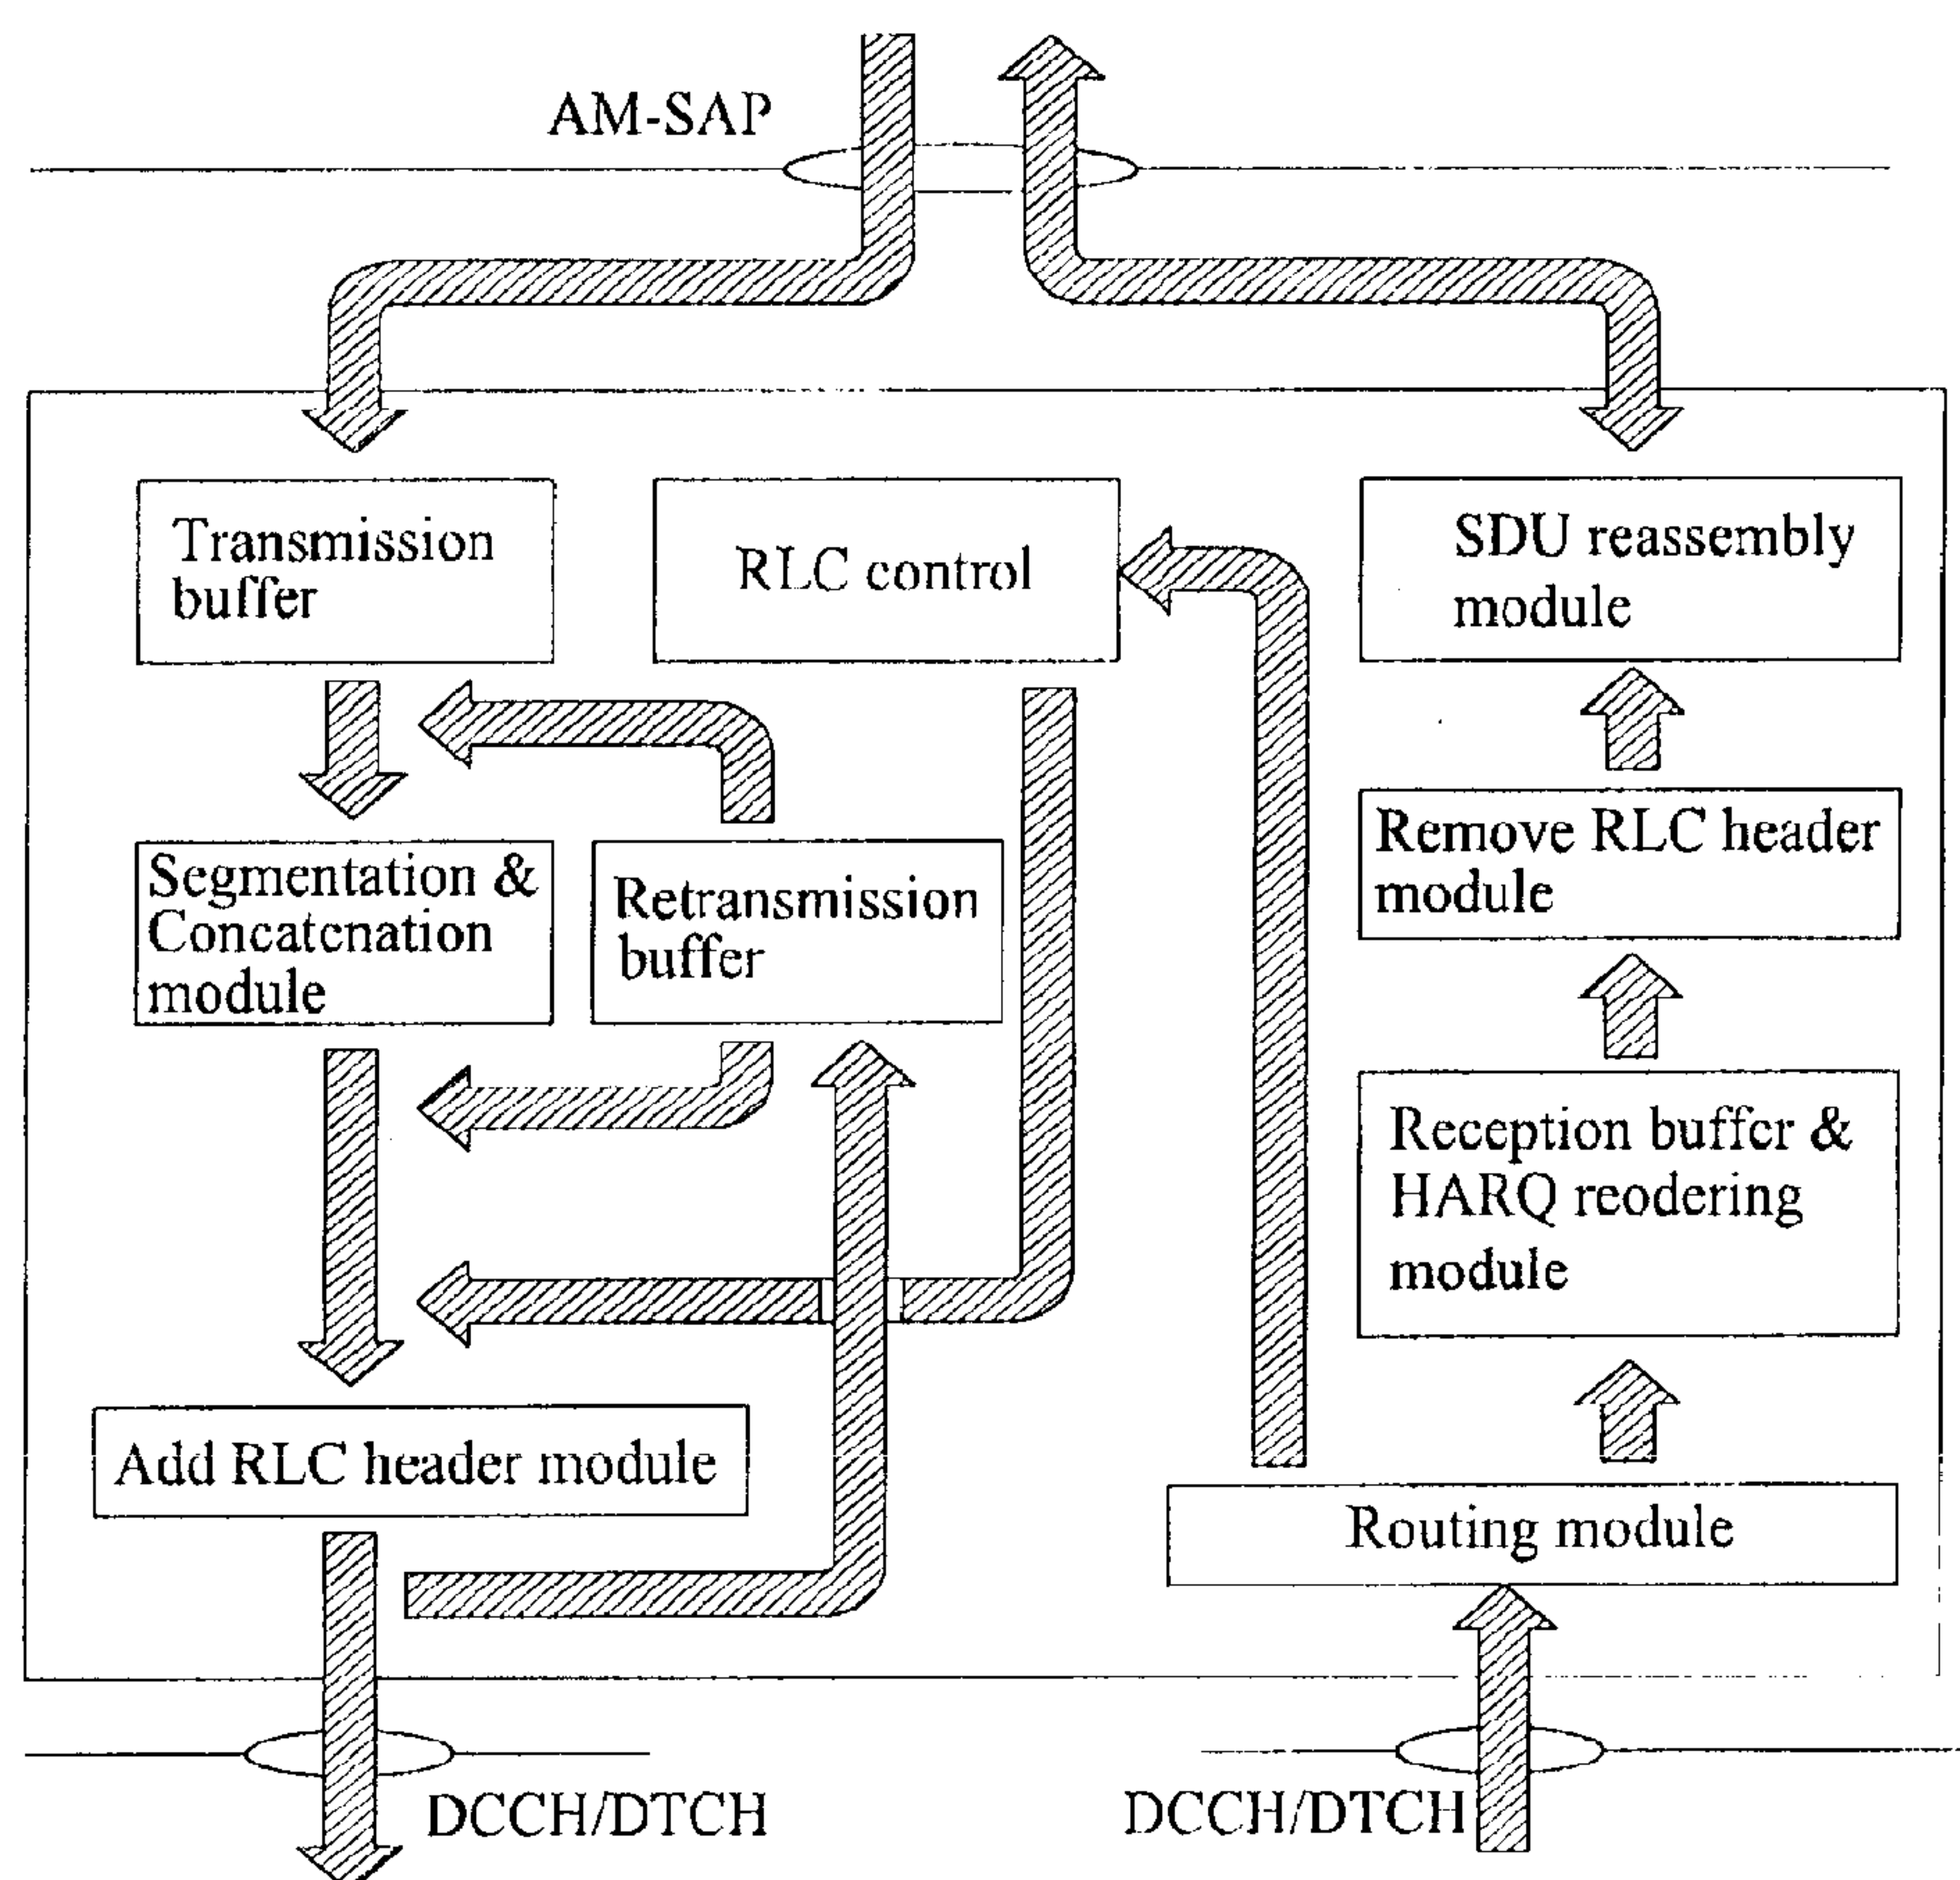 AM-SAP
Transmission
buffer
RLC control
SDU reassembly
module
Segmentation &
Concatenation
module
Retransmission
buffer
Remove RLC header
module
Reception buffer &
HARQ reodering
module
Add RLC header module
Routing module
DCCH/DTCH
DCCH/DTCH